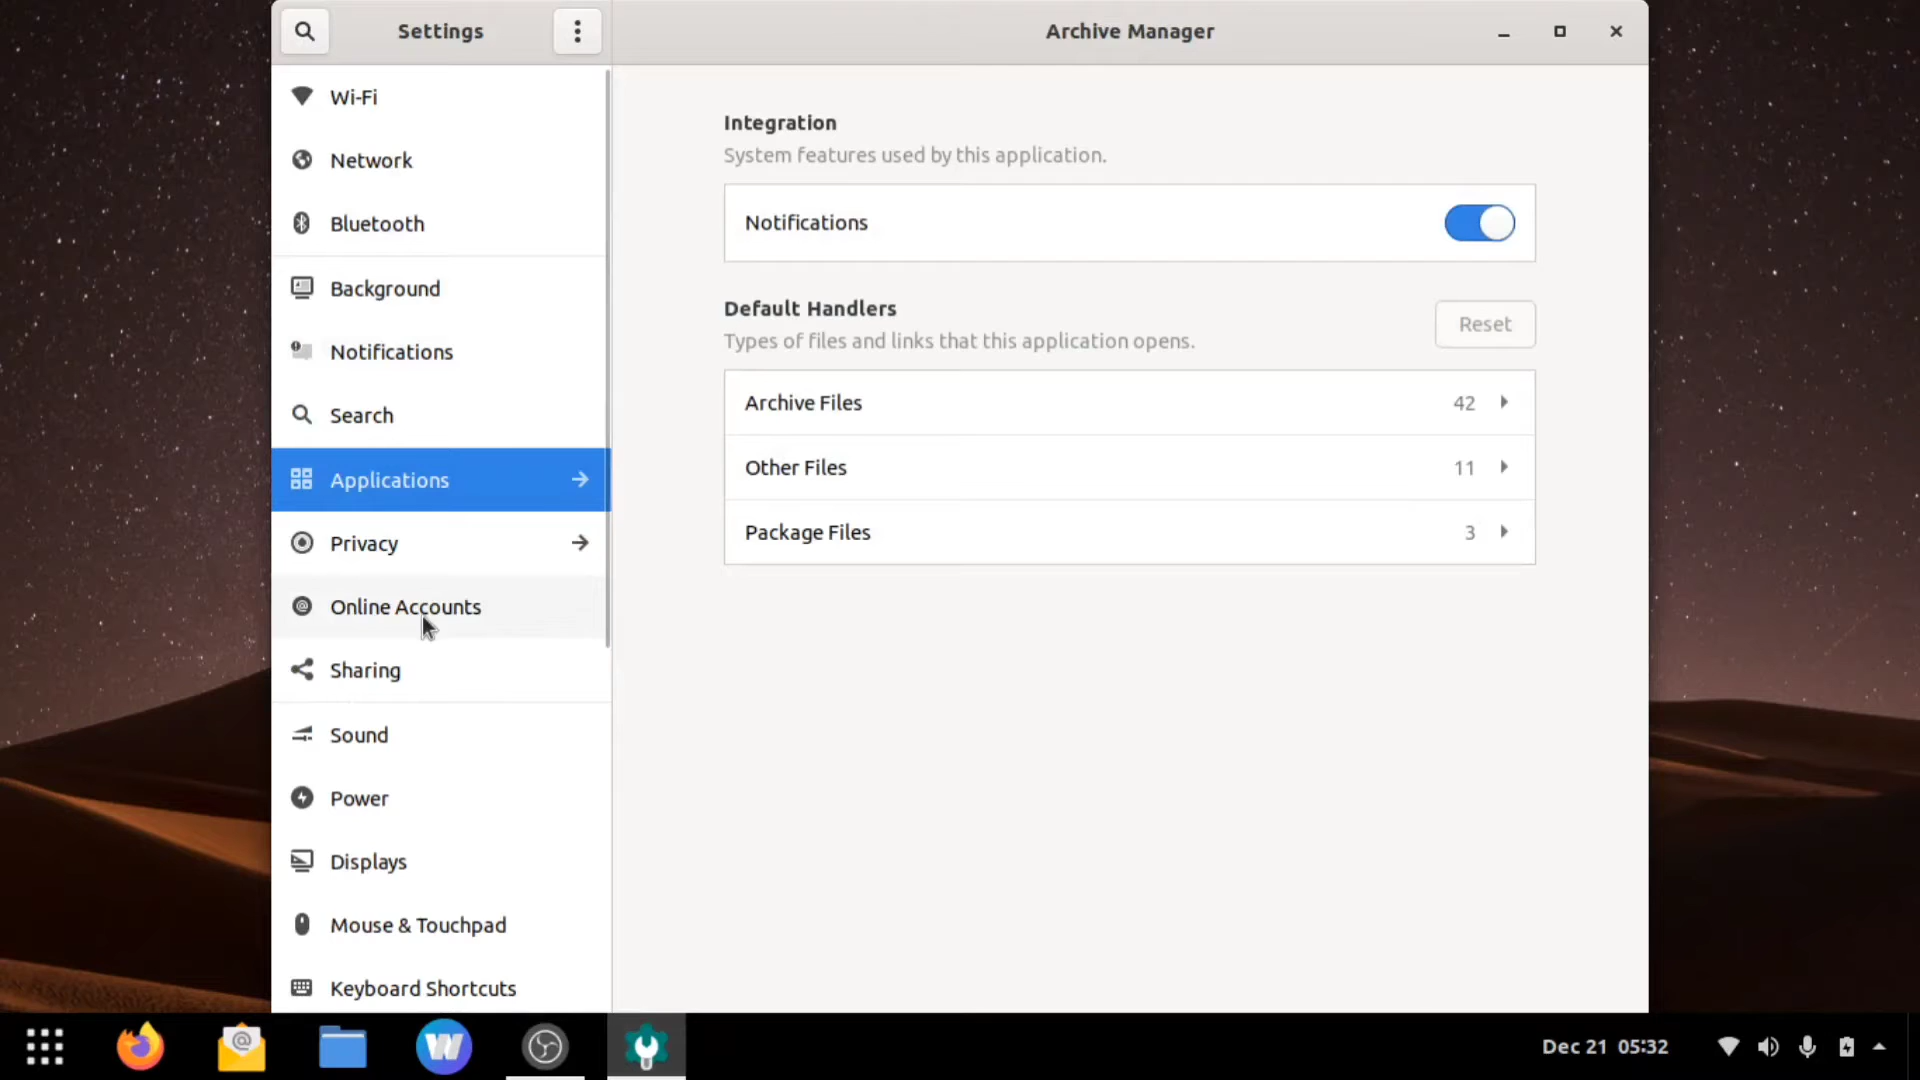 Settings
Archive Manager
Wi-Fi
Network
Bluetooth
Background
Notifications
Search
Applications
Privacy
Online Accounts
Sharing
Sound
Power
Displays
Mouse & Touchpad
Keyboard Shortcuts
Integration
System features used by this application.
Notifications
Default Handlers
Types of files and links that this application opens.
Reset
Archive Files 42
Other Files 11
Package Files 3
Dec 21 05:32